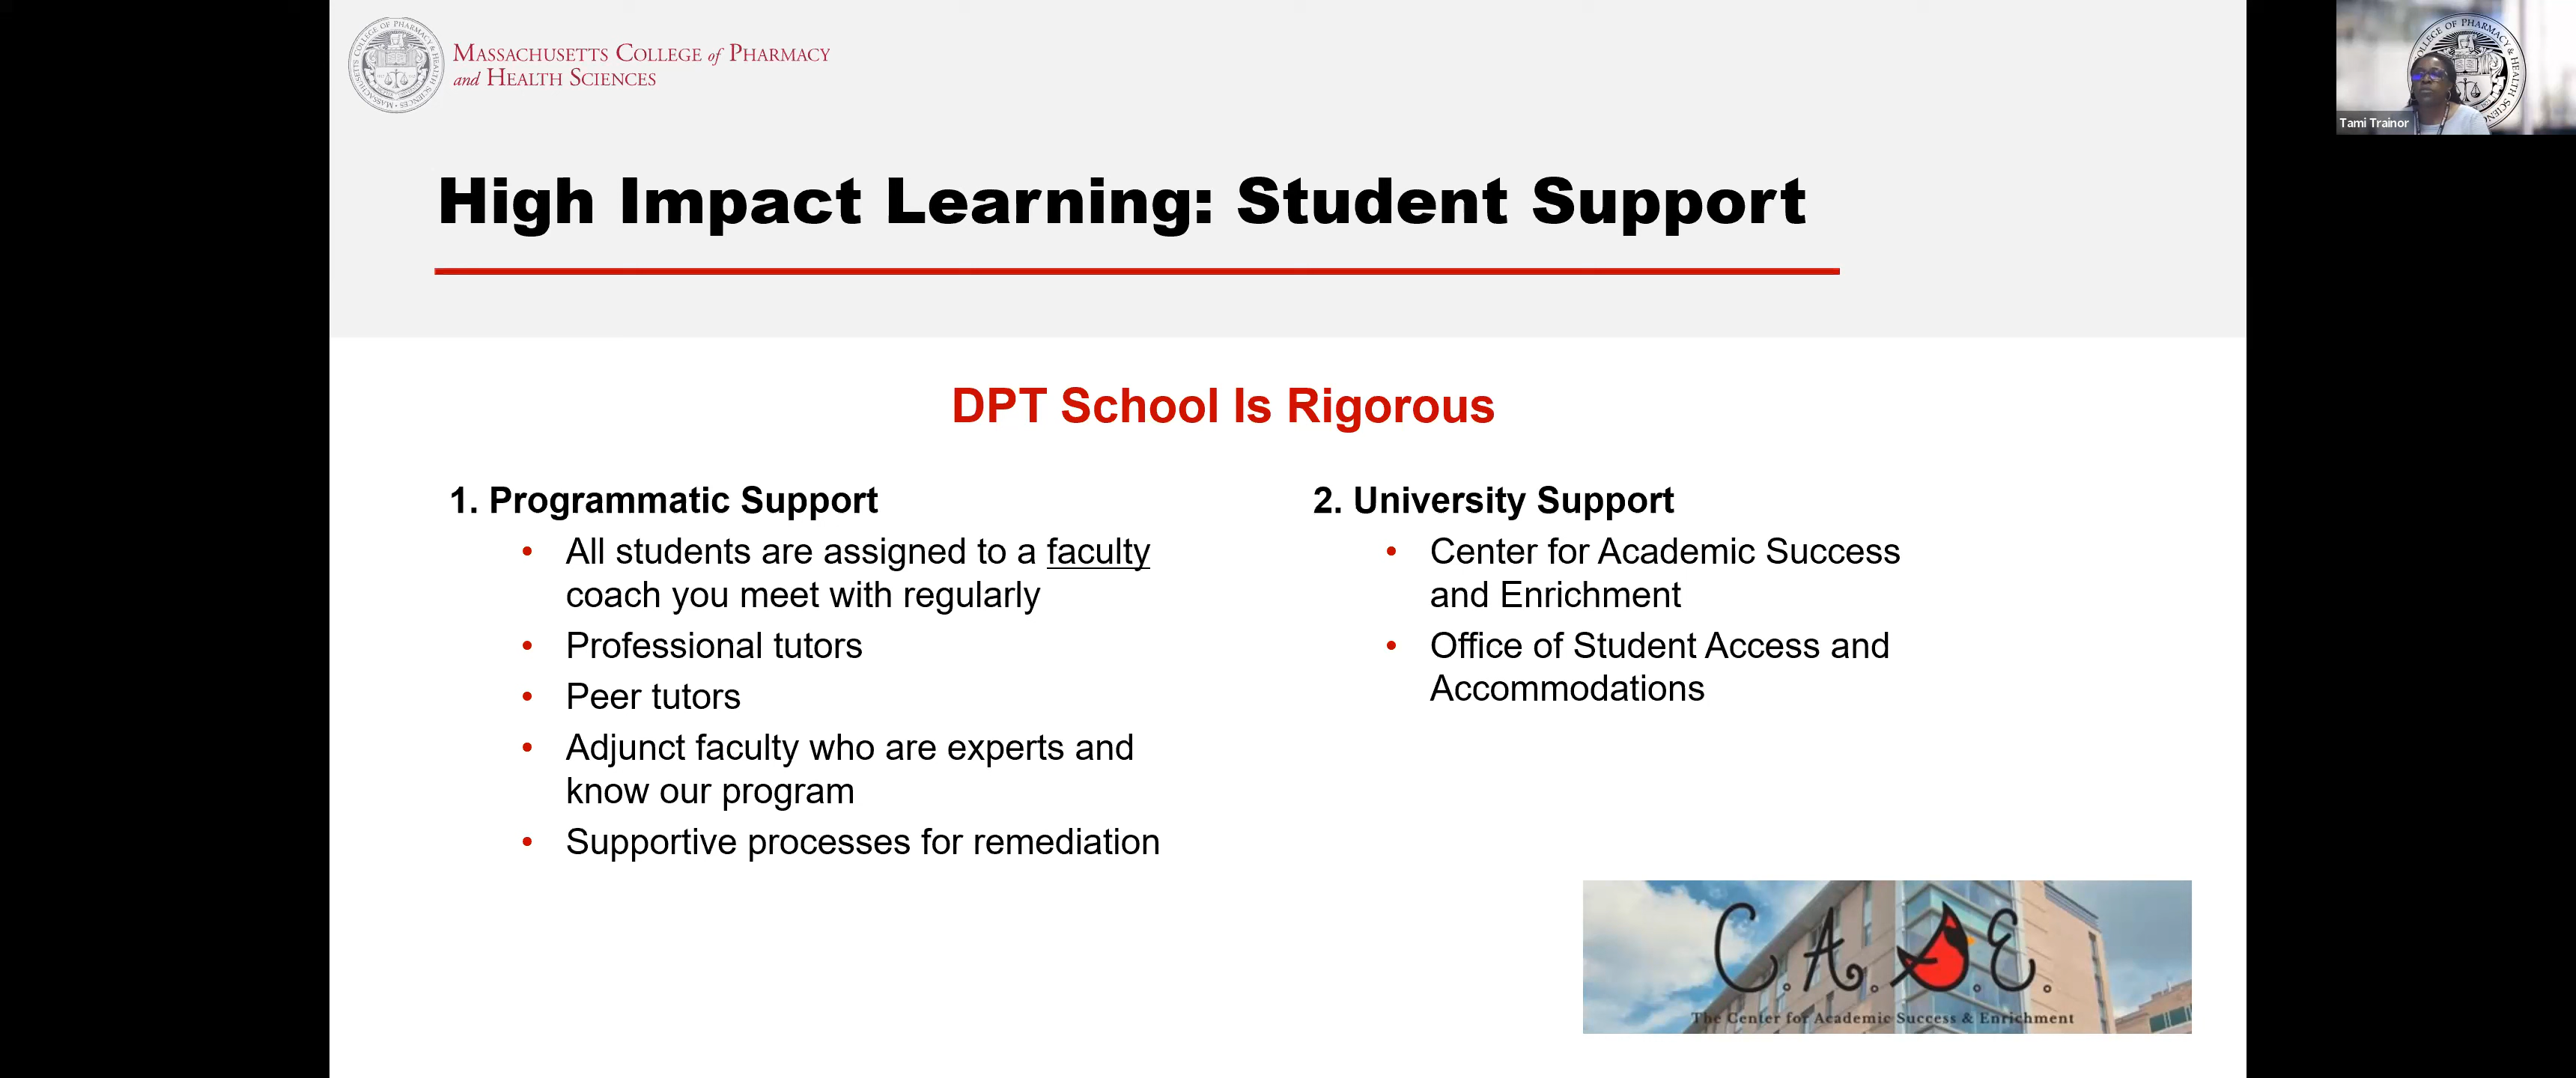 MASSACHUSETTS COLLEGE of PHARMACY
and HEALTH SCIENCES
Tami Trainor
High Impact Learning: Student Support
DPT School Is Rigorous
1. Programmatic Support
• All students are assigned to a faculty
coach you meet with regularly
• Professional tutors
• Peer tutors
• Adjunct faculty who are experts and
know our program
• Supportive processes for remediation
2. University Support
• Center for Academic Success
and Enrichment
• Office of Student Access and
Accommodations
C.A.S.E.
The Center for Academic Success & Enrichment